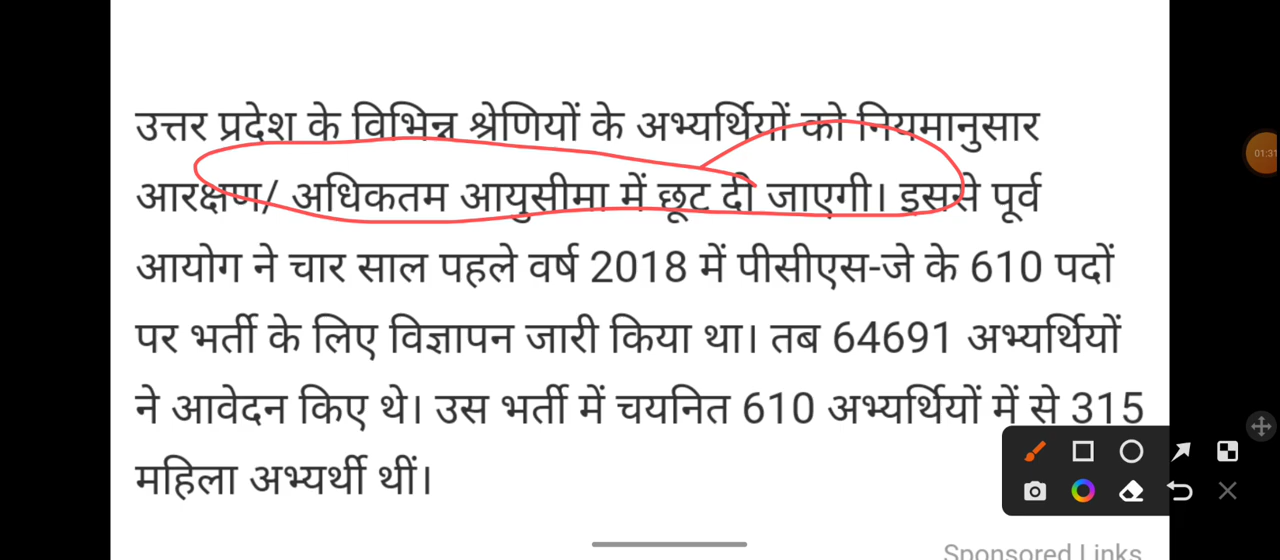 उत्तर प्रदेश के विभिन्न श्रेणियों के अभ्यर्थियों को नियमानुसार
आरक्षण/ अधिकतम आयुसीमा में छूट दी जाएगी। इससे पूर्व
आयोग ने चार साल पहले वर्ष 2018 में पीसीएस-जे के 610 पदों
पर भर्ती के लिए विज्ञापन जारी किया था। तब 64691 अभ्यर्थियों
ने आवेदन किए थे। उस भर्ती में चयनित 610 अभ्यर्थियों में से 315
महिला अभ्यर्थी थीं।
01:31
Sponsored Links